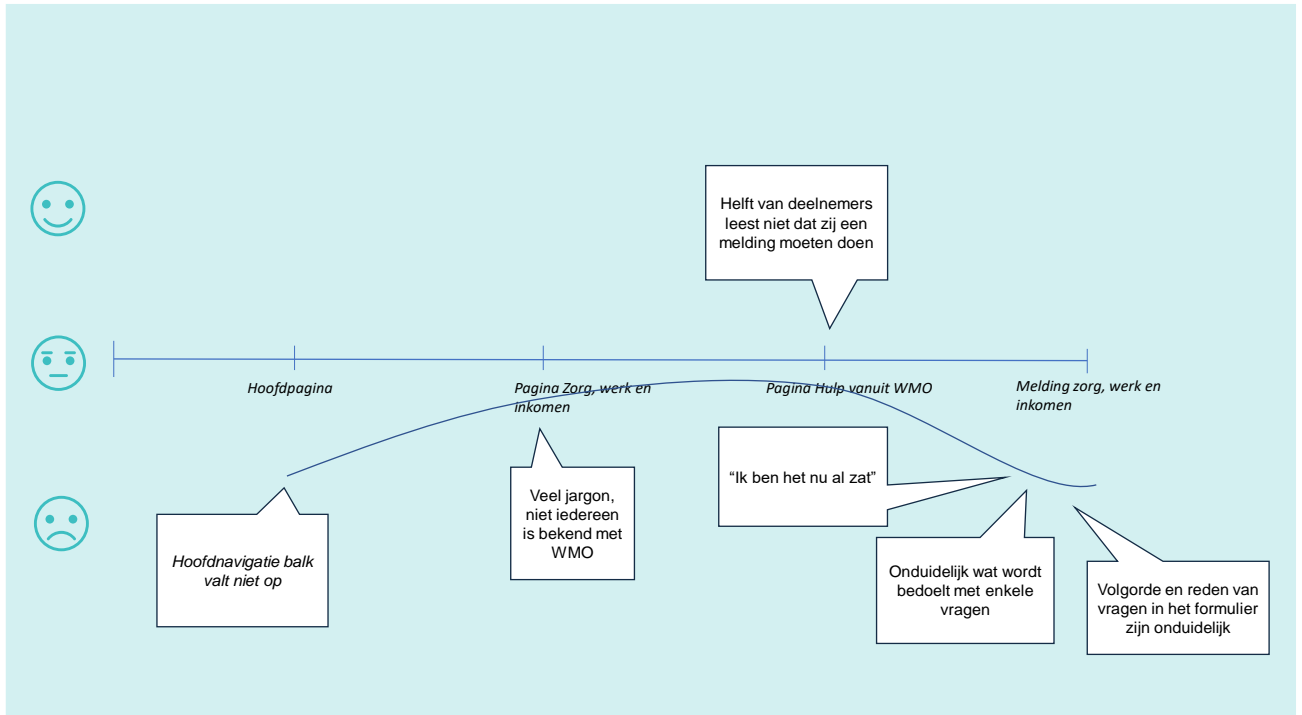 Helft van deelnemers
leest niet dat zij een
melding moeten doen
Hoofdpagina
Pagina Zorg, werk en
inkomen
Pagina Hulp vanuit WMO
Melding zorg, werk en
inkomen
Hoofdnavigatie balk
valt niet op
Veel jargon,
niet iedereen
is bekend met
WMO
“Ik ben het nu al zat”
Onduidelijk wat wordt
bedoelt met enkele
vragen
Volgorde en reden van
vragen in het formulier
zijn onduidelijk